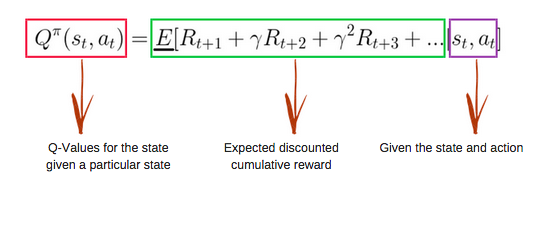 Q^π(s_t, a_t) = E[R_{t+1} + γR_{t+2} + γ²R_{t+3} + ...|s_t, a_t]
Q-Values for the state
given a particular state
Expected discounted
cumulative reward
Given the state and action